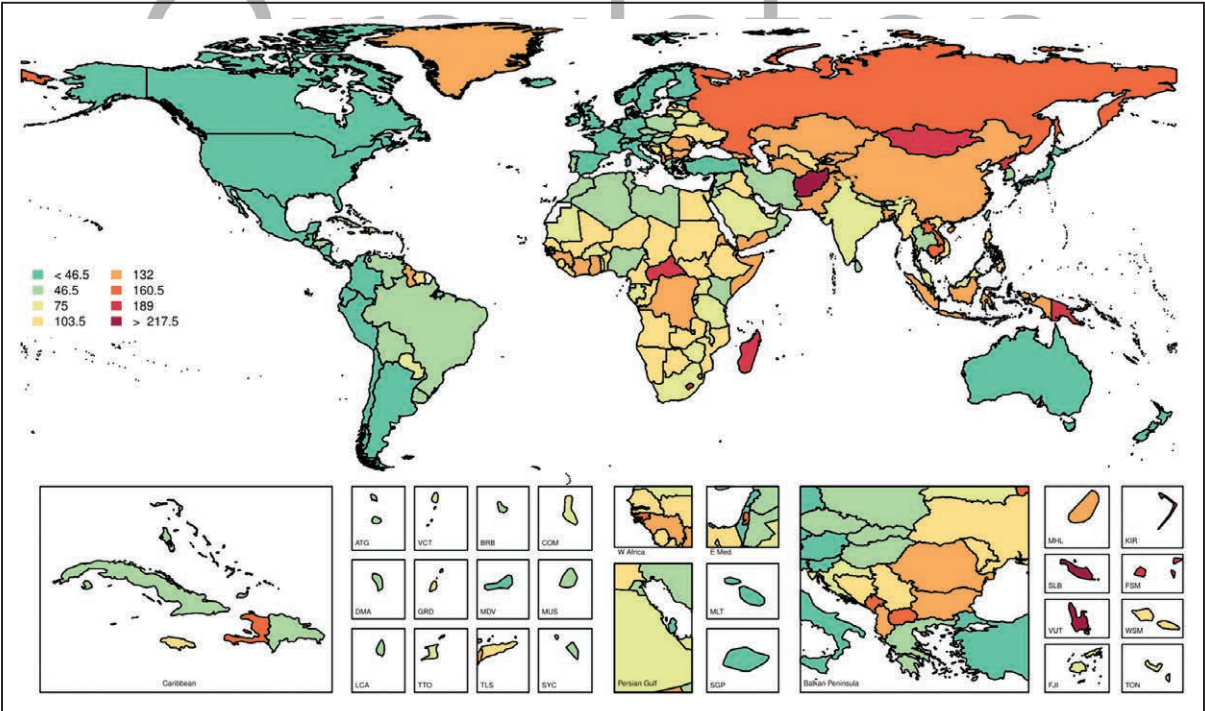 Circulation
< 46.5 132
46.5 160.5
75 189
103.5 > 217.5
ATG VCT BRB COM W Africa E Med MHL KIR
DMA GRD MDV MUS MLT SLB FSM
VUT WSM
Caribbean LCA TTO TLS SYC Persian Gulf SGP Balkan Peninsula FJI TON